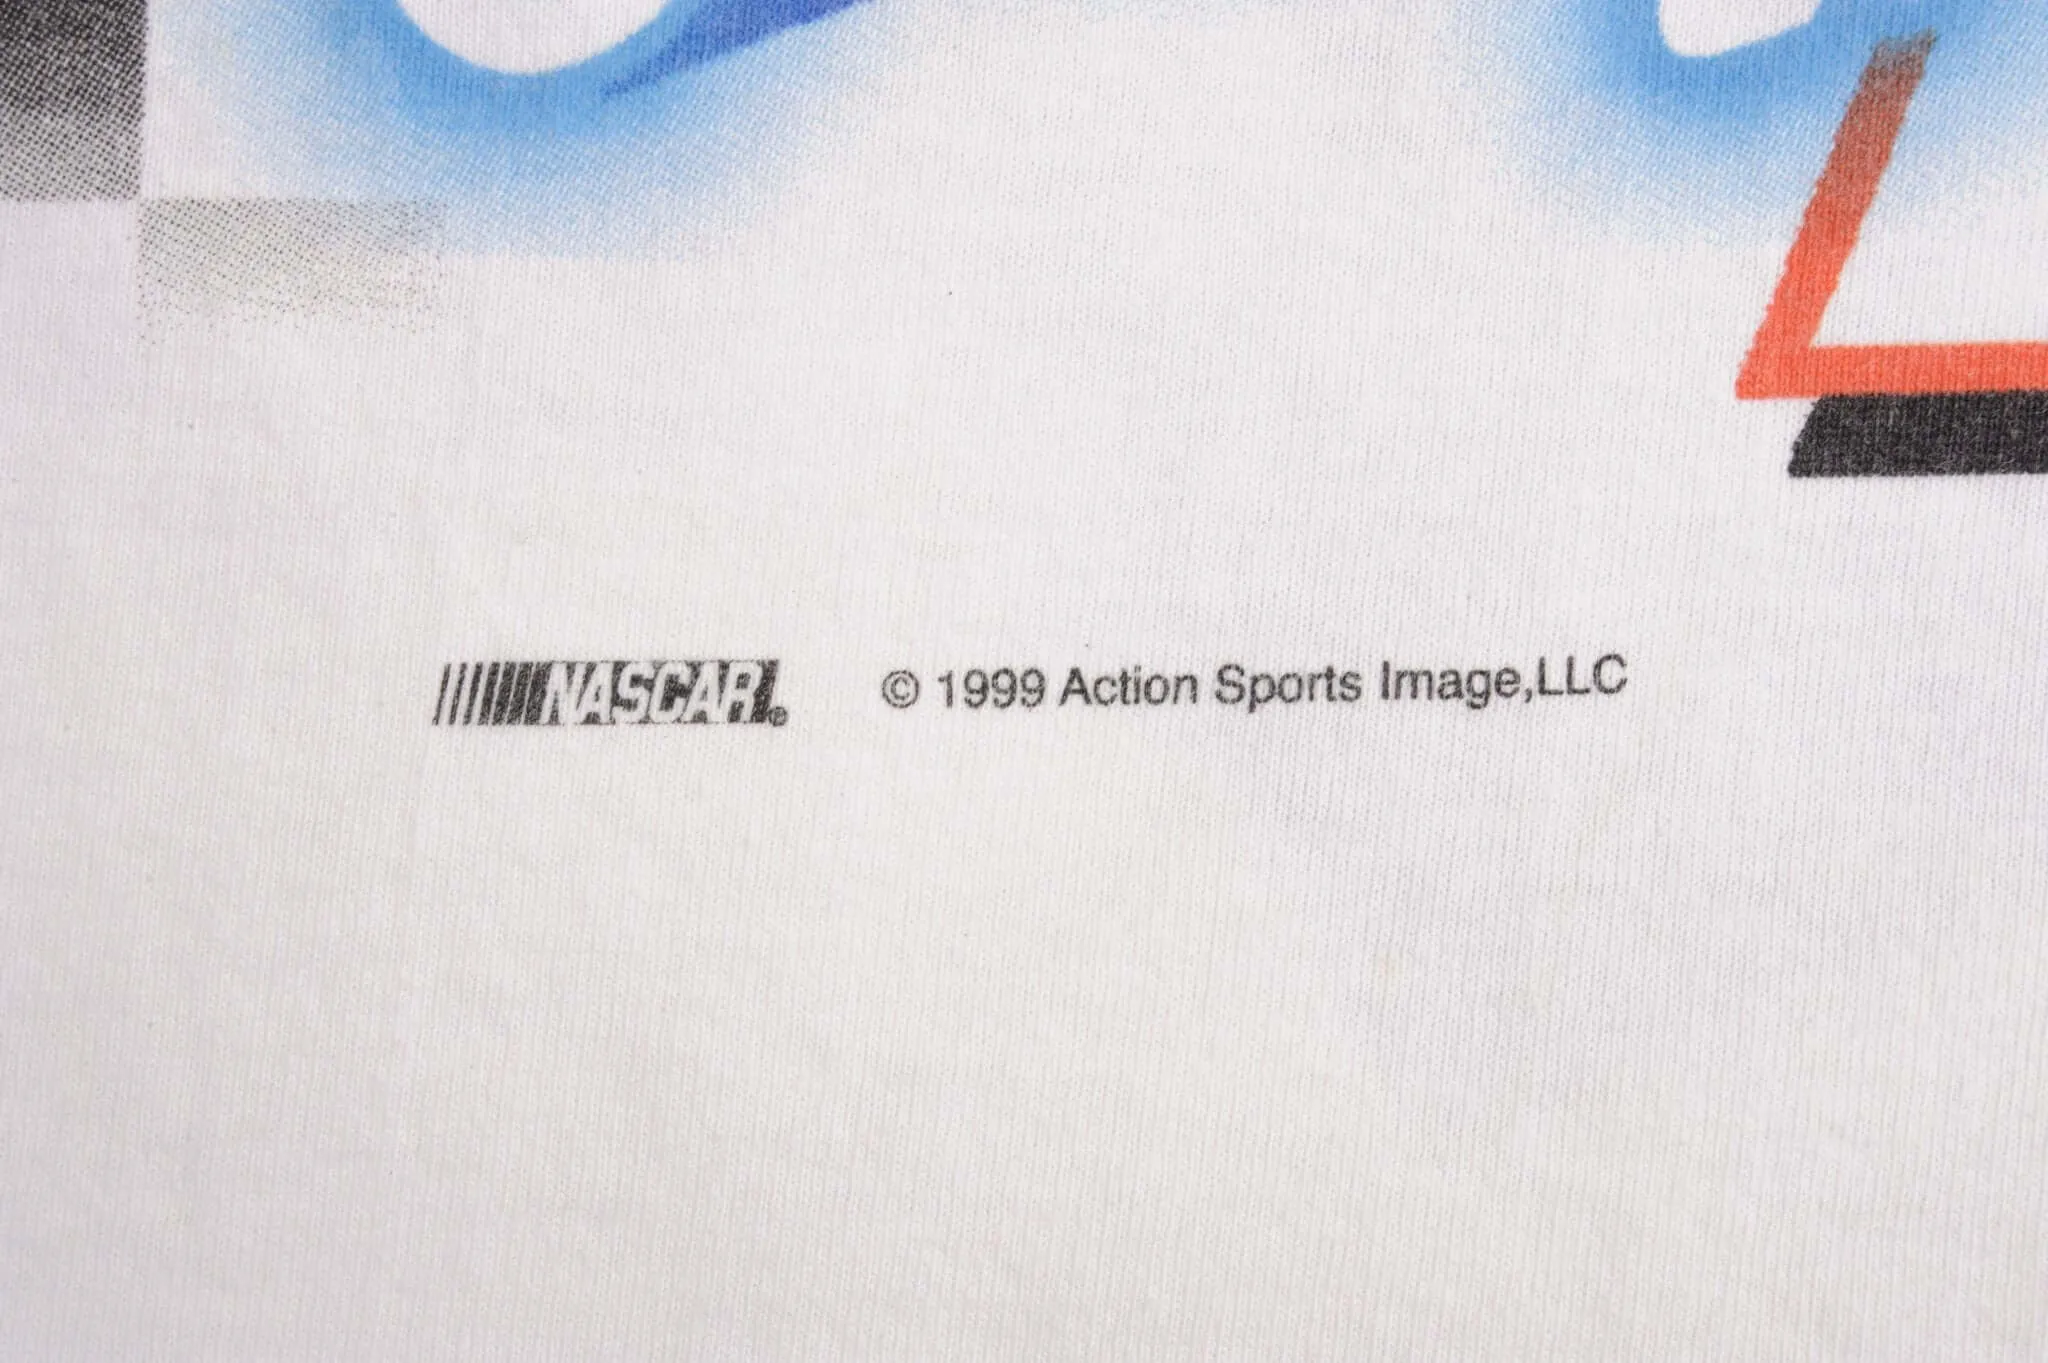 NASCAR® © 1999 Action Sports Image,LLC